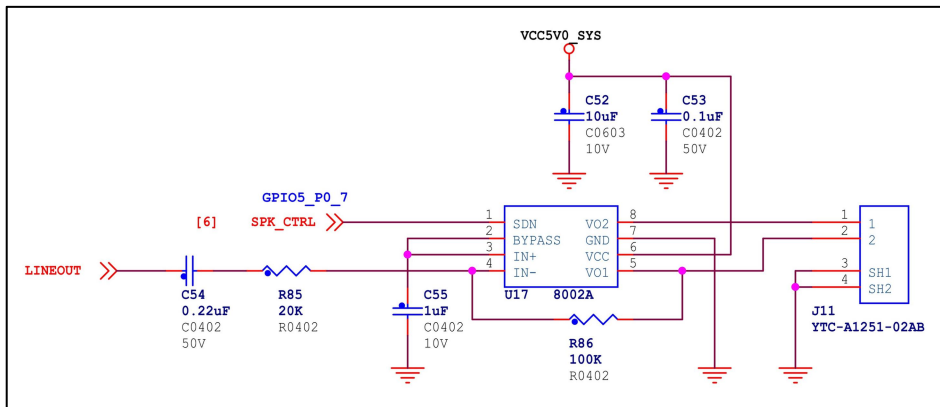 VCC5V0_SYS
C52
10uF
C0603
10V
C53
0.1uF
C0402
50V
GPIO5_P0_7
[6] SPK_CTRL
1 SDN VO2 8
2 BYPASS GND 7
3 IN+ VCC 6
4 IN- VO1 5
U17 8002A
1 1
2 2
3 SH1
4 SH2
J11
YTC-A1251-02AB
LINEOUT
C54
0.22uF
C0402
50V
R85
20K
R0402
C55
1uF
C0402
10V
R86
100K
R0402